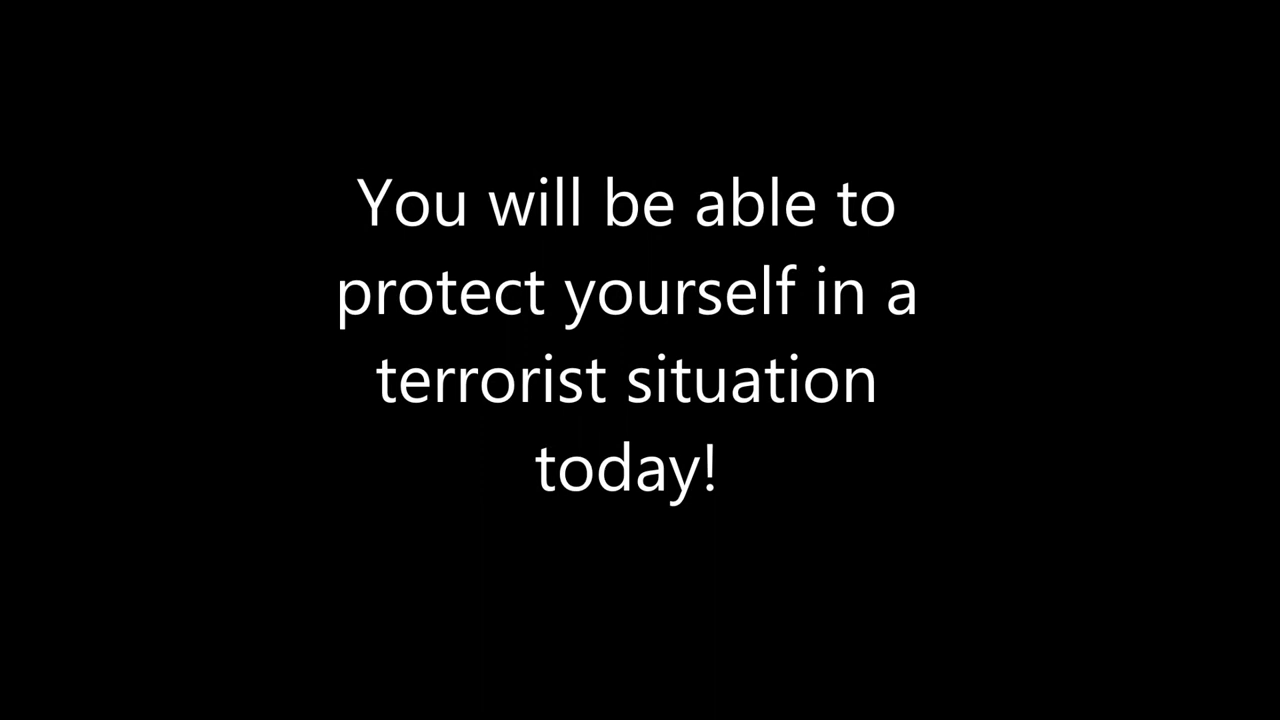 You will be able to
protect yourself in a
terrorist situation
today!